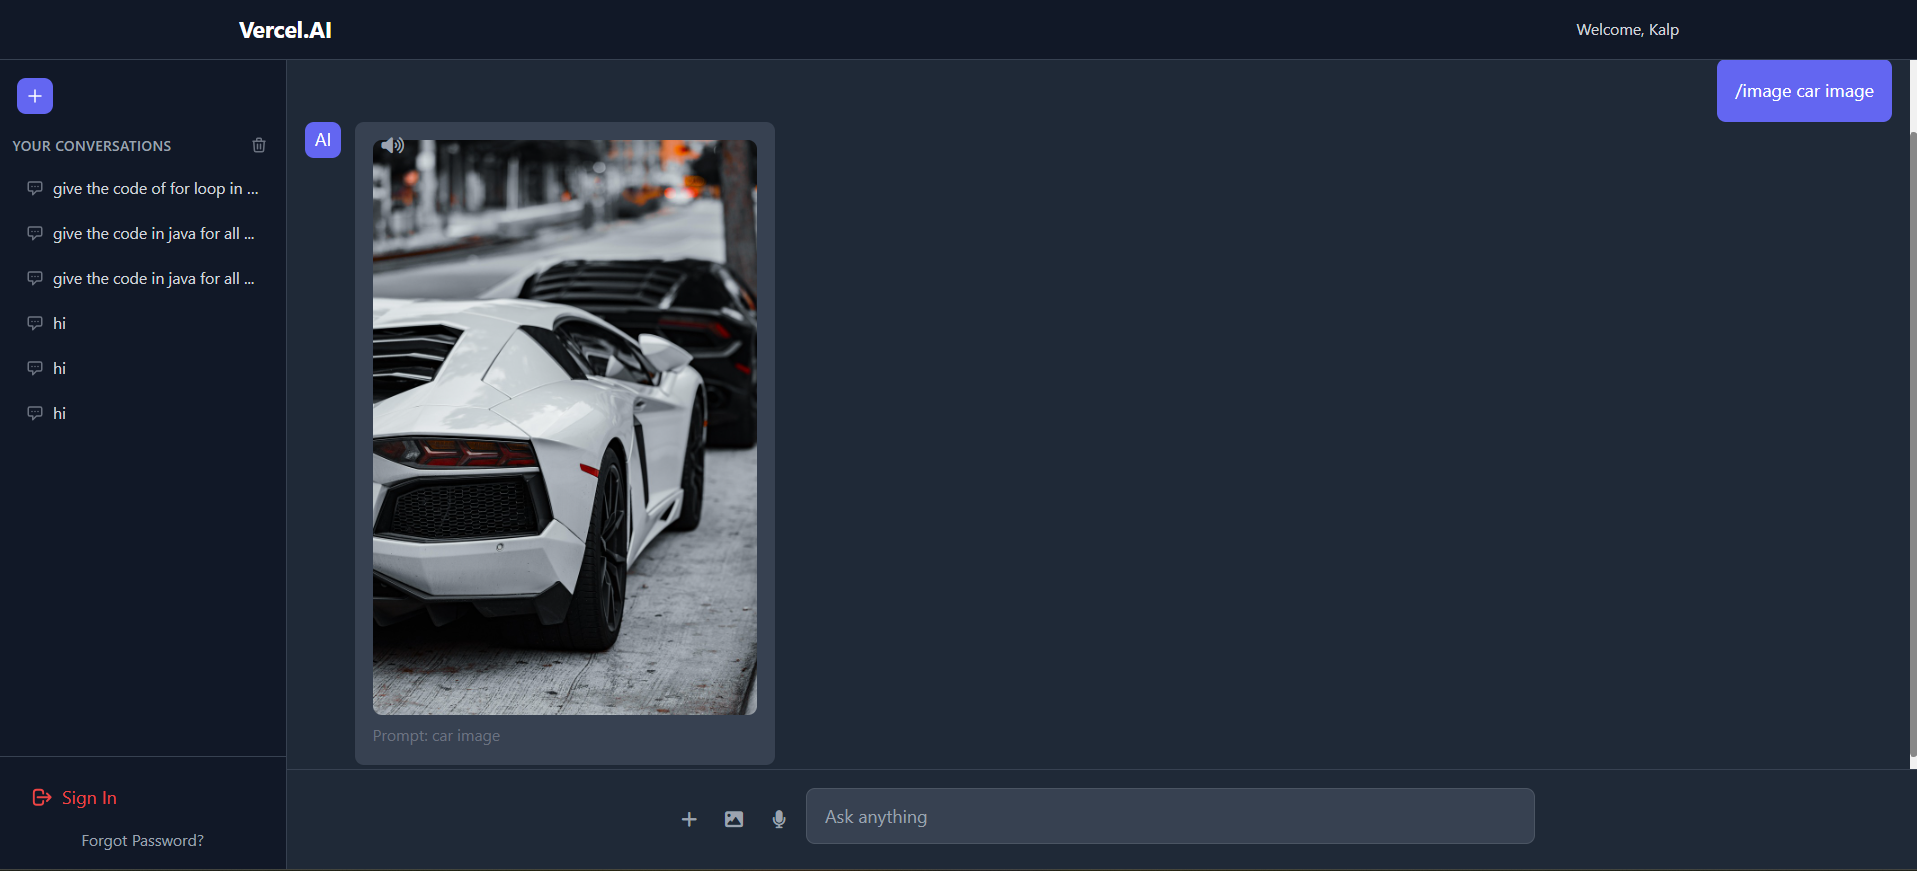 Vercel.AI
Welcome, Kalp
YOUR CONVERSATIONS
give the code of for loop in ...
give the code in java for all ...
give the code in java for all ...
hi
hi
hi
Sign In
Forgot Password?
/image car image
AI
Prompt: car image
Ask anything